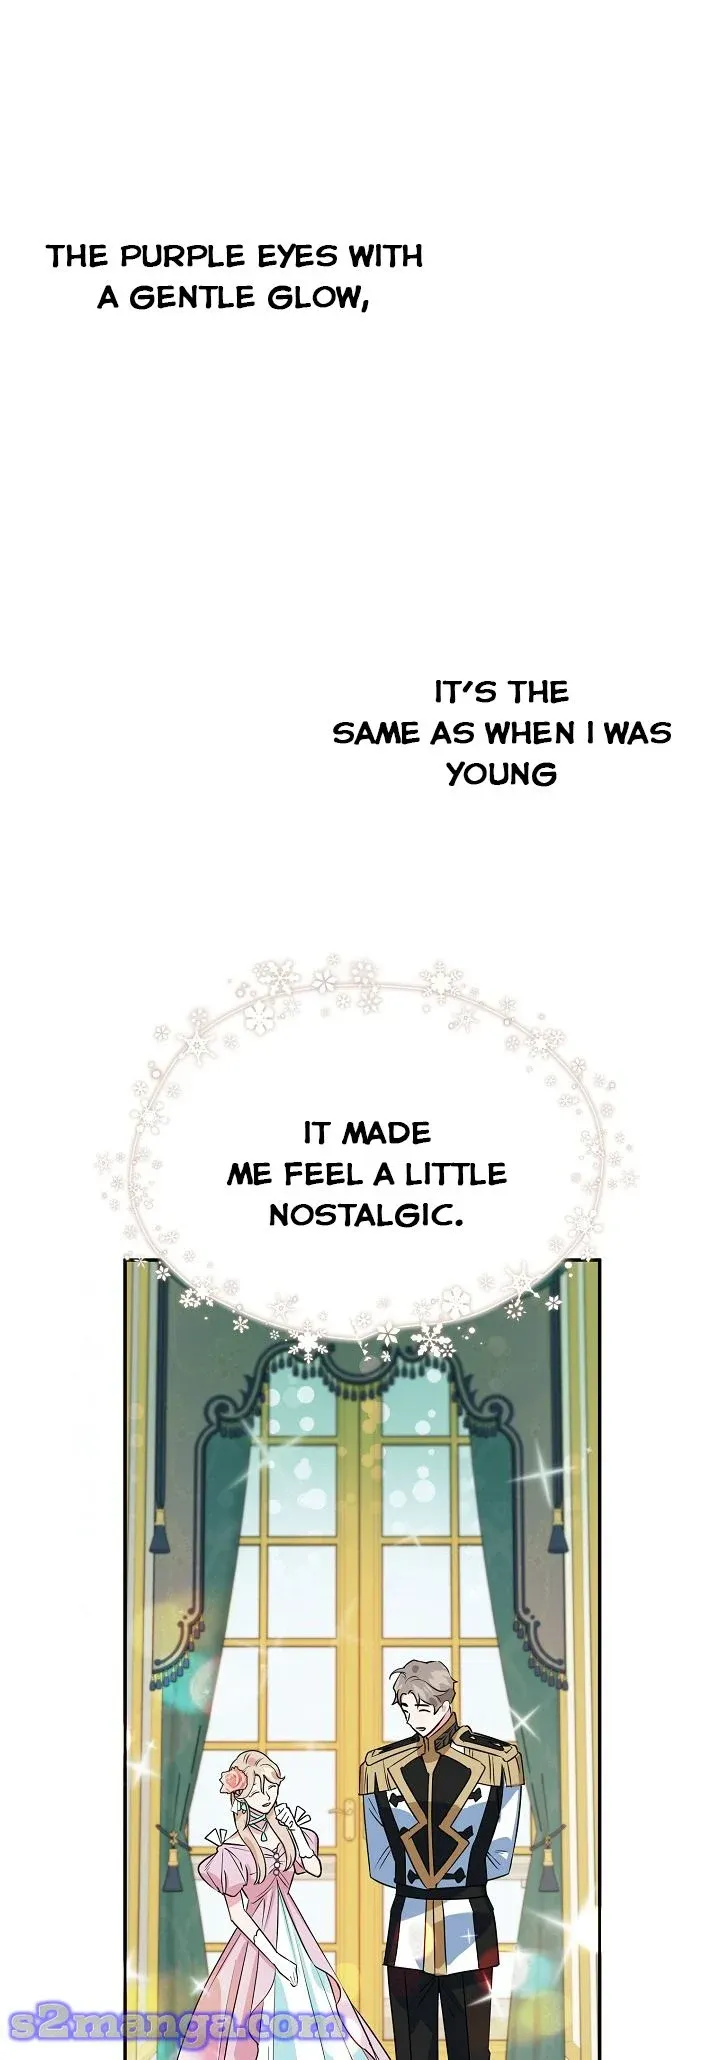 THE PURPLE EYES WITH
A GENTLE GLOW,
IT'S THE
SAME AS WHEN I WAS
YOUNG
IT MADE
ME FEEL A LITTLE
NOSTALGIC.
s2manga.com